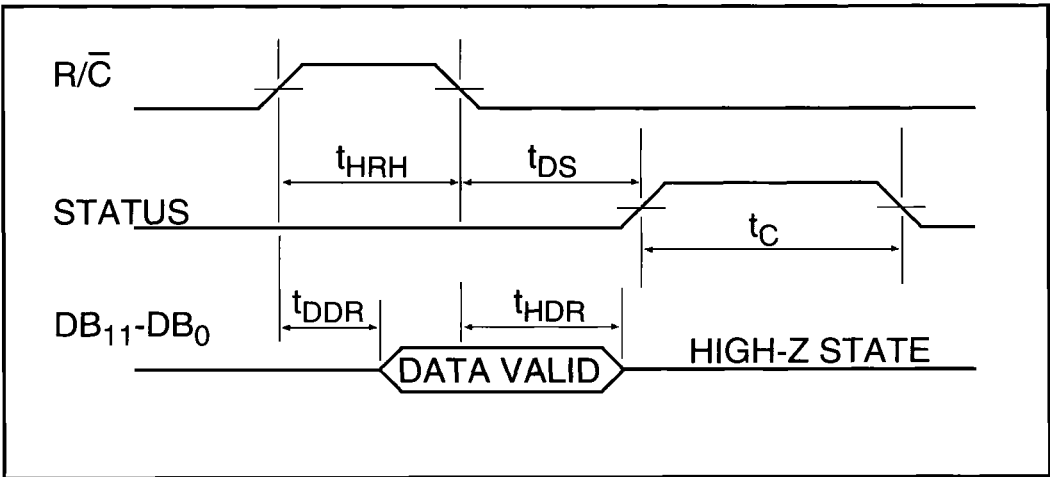 R/C̅
tHRH
tDS
STATUS
tC
tDDR
tHDR
DB11-DB0
HIGH-Z STATE
DATA VALID